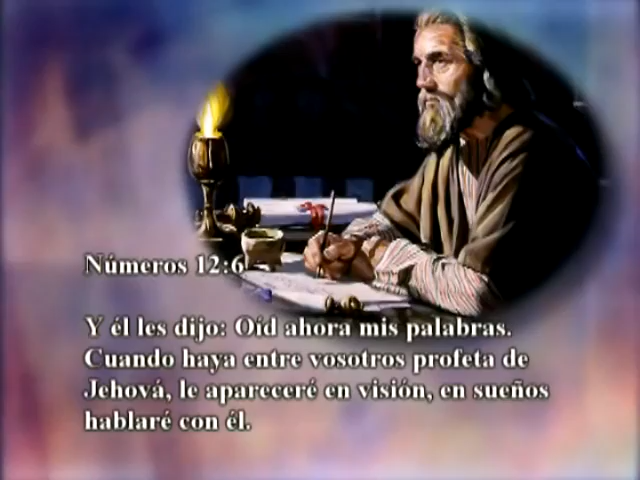 Números 12:6
Y él les dijo: Oíd ahora mis palabras.
Cuando haya entre vosotros profeta de
Jehová, le apareceré en visión, en sueños
hablaré con él.